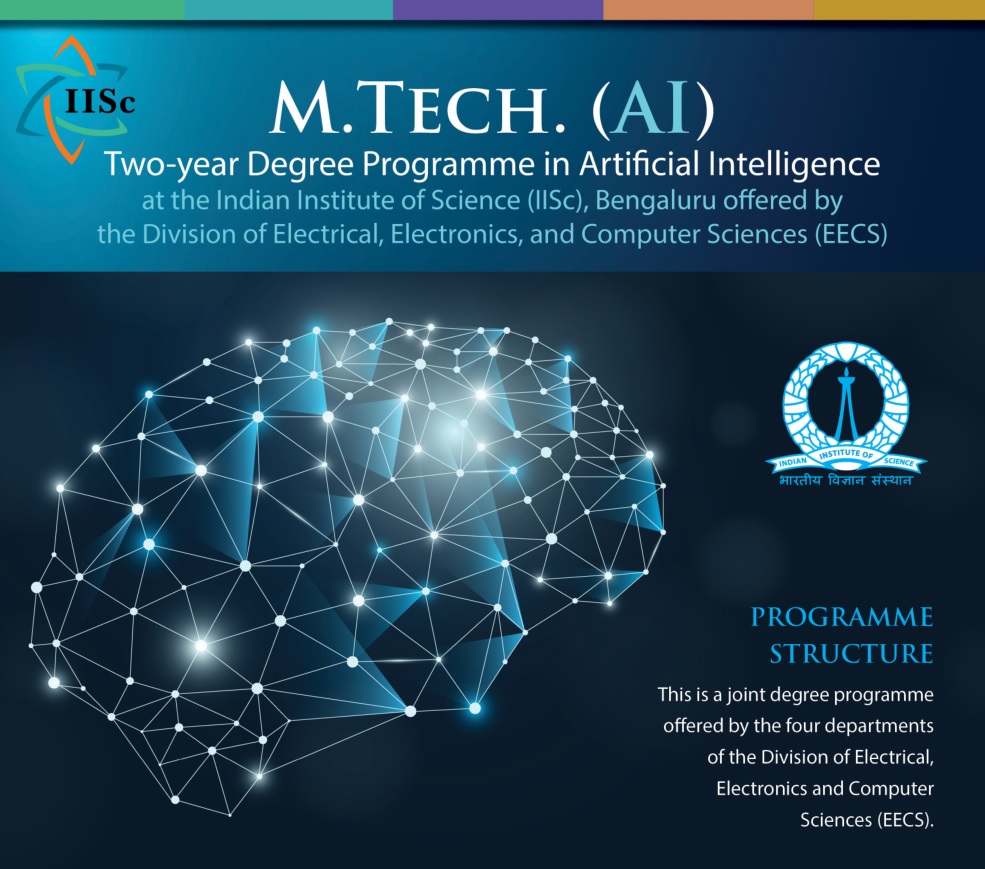 IISc
M.TECH. (AI)
Two-year Degree Programme in Artificial Intelligence
at the Indian Institute of Science (IISc), Bengaluru offered by
the Division of Electrical, Electronics, and Computer Sciences (EECS)
INDIAN INSTITUTE OF SCIENCE
भारतीय विज्ञान संस्थान
PROGRAMME
STRUCTURE
This is a joint degree programme
offered by the four departments
of the Division of Electrical,
Electronics and Computer
Sciences (EECS).